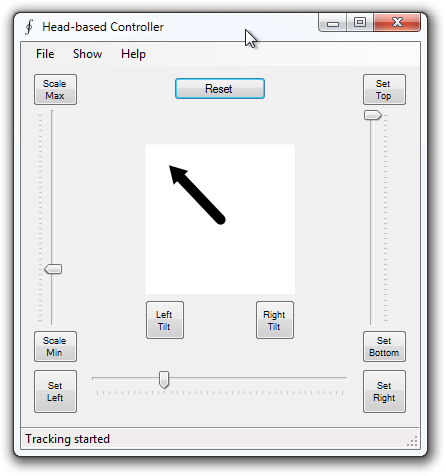 Head-based Controller
File Show Help
Scale
Max
Reset
Set
Top
Left
Tilt
Right
Tilt
Scale
Min
Set
Bottom
Set
Left
Set
Right
Tracking started